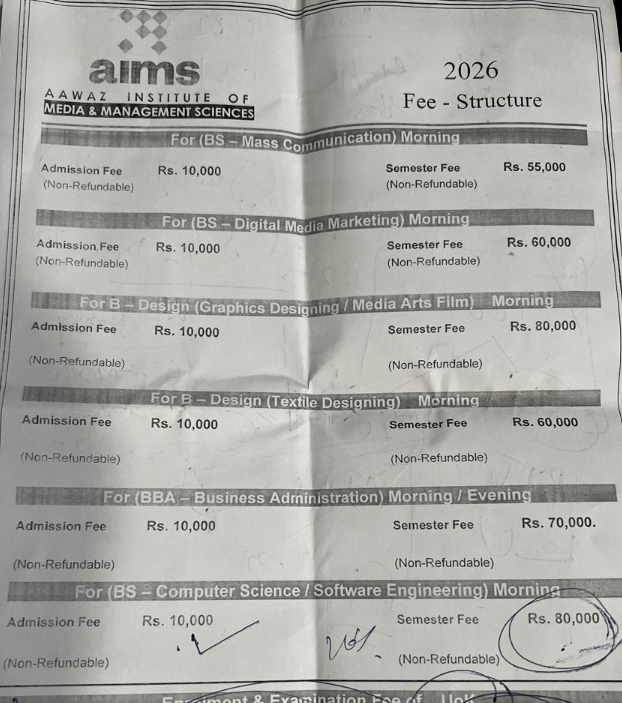 aims
AAWAZ INSTITUTE OF
MEDIA & MANAGEMENT SCIENCES
2026
Fee - Structure
For (BS – Mass Communication) Morning
Admission Fee Rs. 10,000 Semester Fee Rs. 55,000
(Non-Refundable) (Non-Refundable)
For (BS – Digital Media Marketing) Morning
Admission Fee Rs. 10,000 Semester Fee Rs. 60,000
(Non-Refundable) (Non-Refundable)
For B – Design (Graphics Designing / Media Arts Film) Morning
Admission Fee Rs. 10,000 Semester Fee Rs. 80,000
(Non-Refundable) (Non-Refundable)
For B – Design (Textile Designing) Morning
Admission Fee Rs. 10,000 Semester Fee Rs. 60,000
(Non-Refundable) (Non-Refundable)
For (BBA – Business Administration) Morning / Evening
Admission Fee Rs. 10,000 Semester Fee Rs. 70,000.
(Non-Refundable) (Non-Refundable)
For (BS – Computer Science / Software Engineering) Morning
Admission Fee Rs. 10,000 Semester Fee Rs. 80,000
(Non-Refundable) (Non-Refundable)
& Examination Fee of UoK